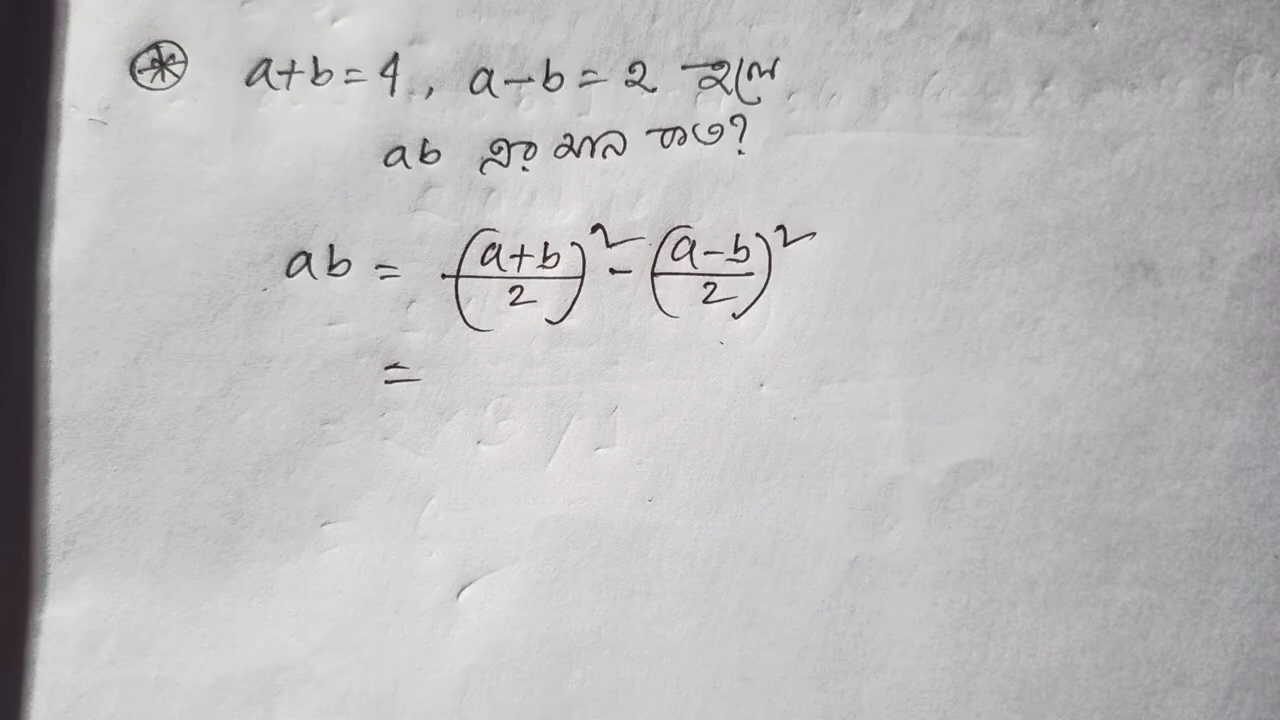 ⊛ a+b=4, a-b=2 হলে
ab এর মান কত?
ab = ((a+b)/2)² - ((a-b)/2)²
=